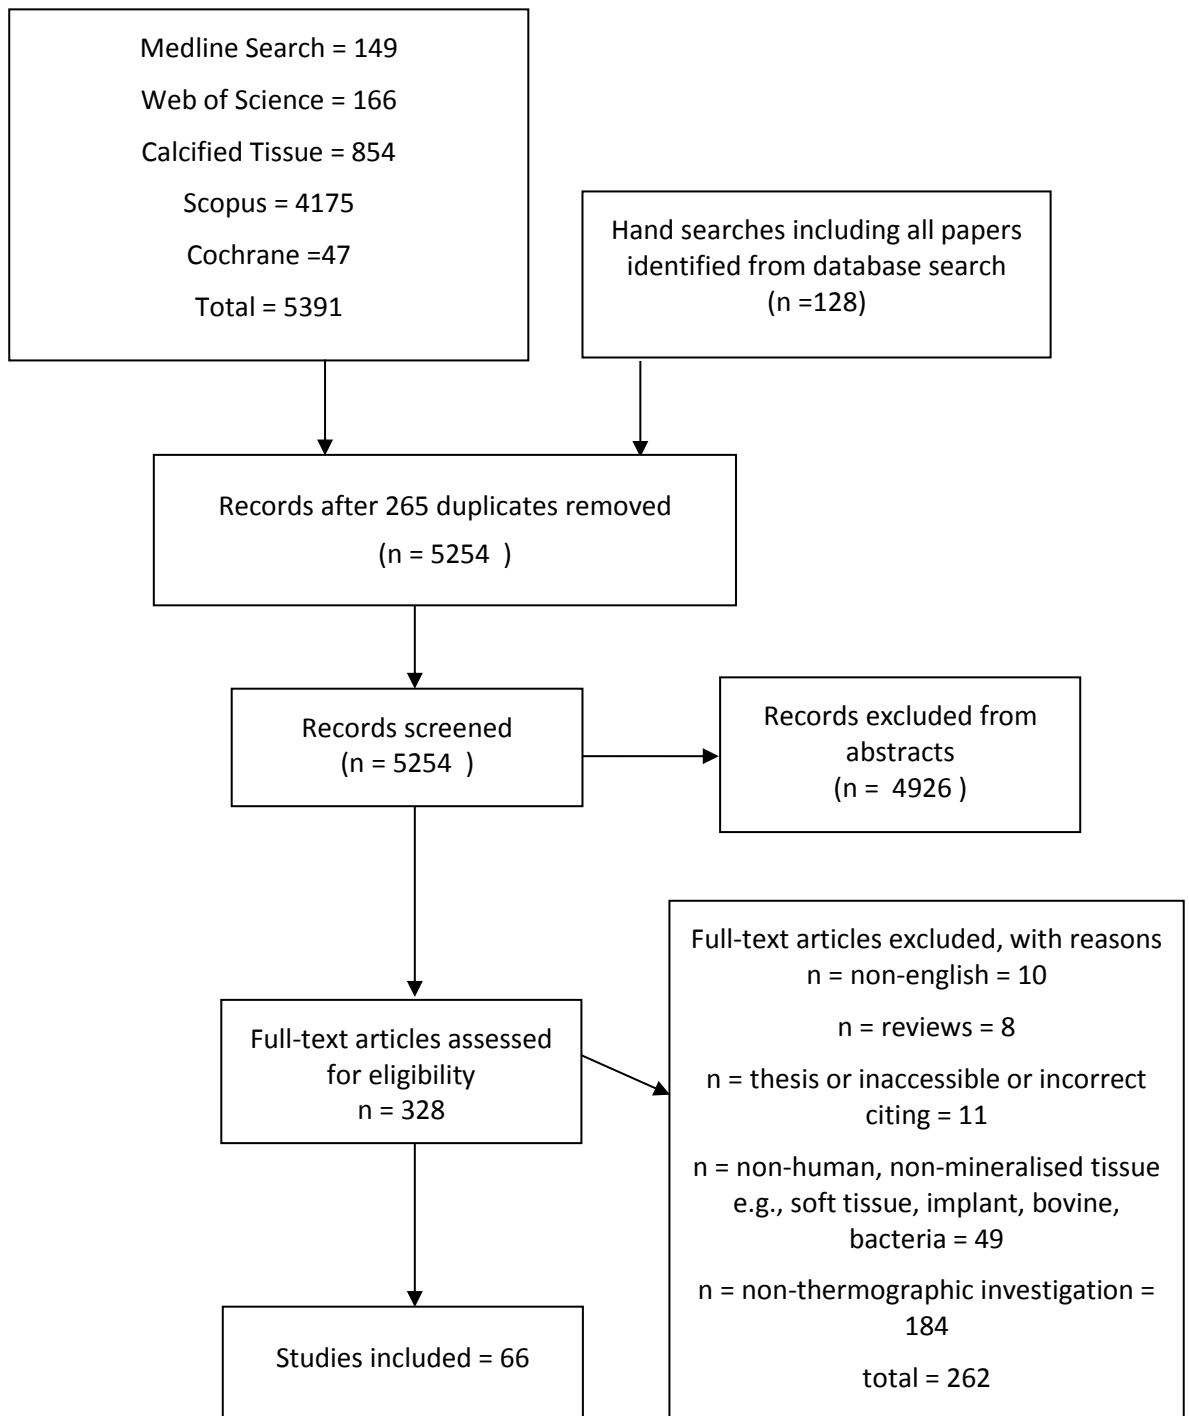 Medline Search = 149
Web of Science = 166
Calcified Tissue = 854
Scopus = 4175
Cochrane =47
Total = 5391
Hand searches including all papers
identified from database search
(n =128)
Records after 265 duplicates removed
(n = 5254  )
Records screened
(n = 5254  )
Records excluded from
abstracts
(n =  4926 )
Full-text articles assessed
for eligibility
n = 328
Full-text articles excluded, with reasons
n = non-english = 10
n = reviews = 8
n = thesis or inaccessible or incorrect
citing = 11
n = non-human, non-mineralised tissue
e.g., soft tissue, implant, bovine,
bacteria = 49
n = non-thermographic investigation =
184
total = 262
Studies included = 66